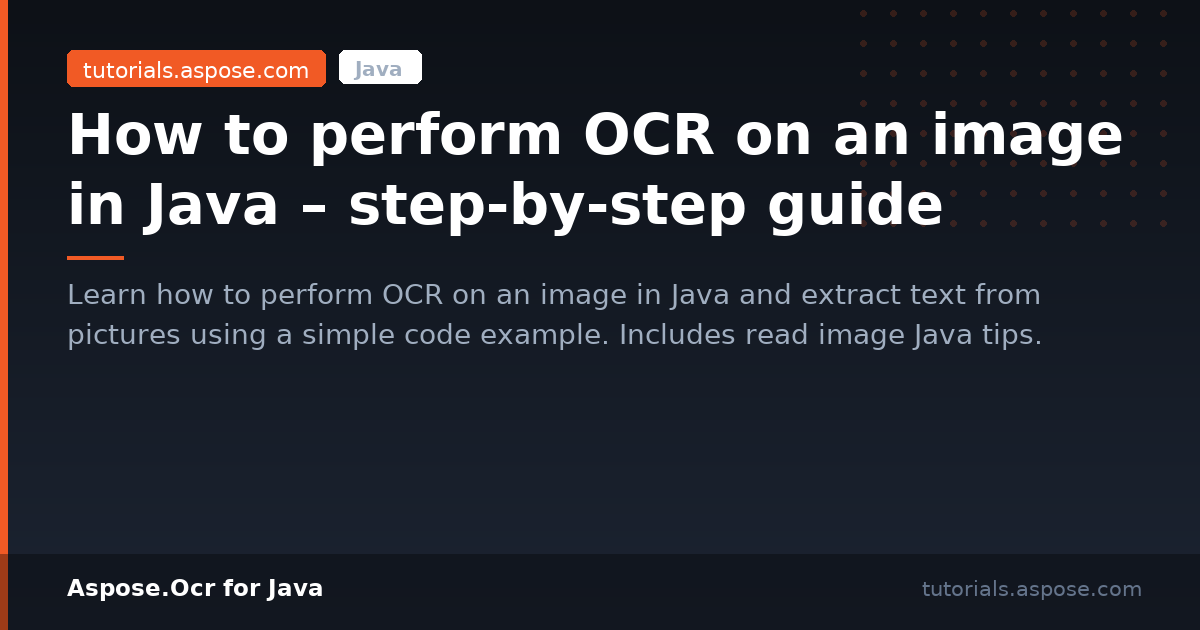 tutorials.aspose.com
Java
How to perform OCR on an image
in Java – step-by-step guide
Learn how to perform OCR on an image in Java and extract text from
pictures using a simple code example. Includes read image Java tips.
Aspose.Ocr for Java
tutorials.aspose.com